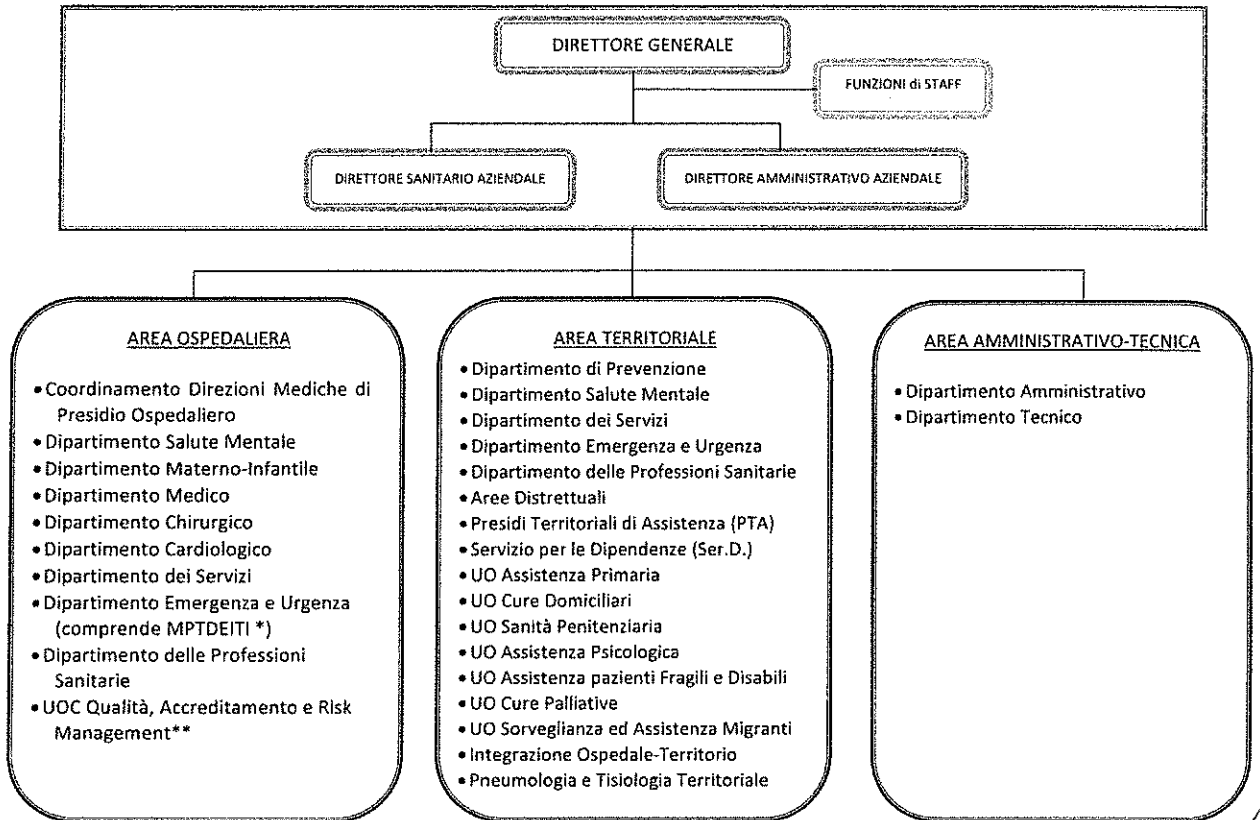 DIRETTORE GENERALE
FUNZIONI di STAFF
DIRETTORE SANITARIO AZIENDALE
DIRETTORE AMMINISTRATIVO AZIENDALE
AREA OSPEDALIERA
• Coordinamento Direzioni Mediche di
Presidio Ospedaliero
• Dipartimento Salute Mentale
• Dipartimento Materno-Infantile
• Dipartimento Medico
• Dipartimento Chirurgico
• Dipartimento Cardiologico
• Dipartimento dei Servizi
• Dipartimento Emergenza e Urgenza
(comprende MPTDEITI *)
• Dipartimento delle Professioni
Sanitarie
• UOC Qualità, Accreditamento e Risk
Management**
AREA TERRITORIALE
• Dipartimento di Prevenzione
• Dipartimento Salute Mentale
• Dipartimento dei Servizi
• Dipartimento Emergenza e Urgenza
• Dipartimento delle Professioni Sanitarie
• Aree Distrettuali
• Presidi Territoriali di Assistenza (PTA)
• Servizio per le Dipendenze (Ser.D.)
• UO Assistenza Primaria
• UO Cure Domiciliari
• UO Sanità Penitenziaria
• UO Assistenza Psicologica
• UO Assistenza pazienti Fragili e Disabili
• UO Cure Palliative
• UO Sorveglianza ed Assistenza Migranti
• Integrazione Ospedale-Territorio
• Pneumologia e Tisiologia Territoriale
AREA AMMINISTRATIVO-TECNICA
• Dipartimento Amministrativo
• Dipartimento Tecnico